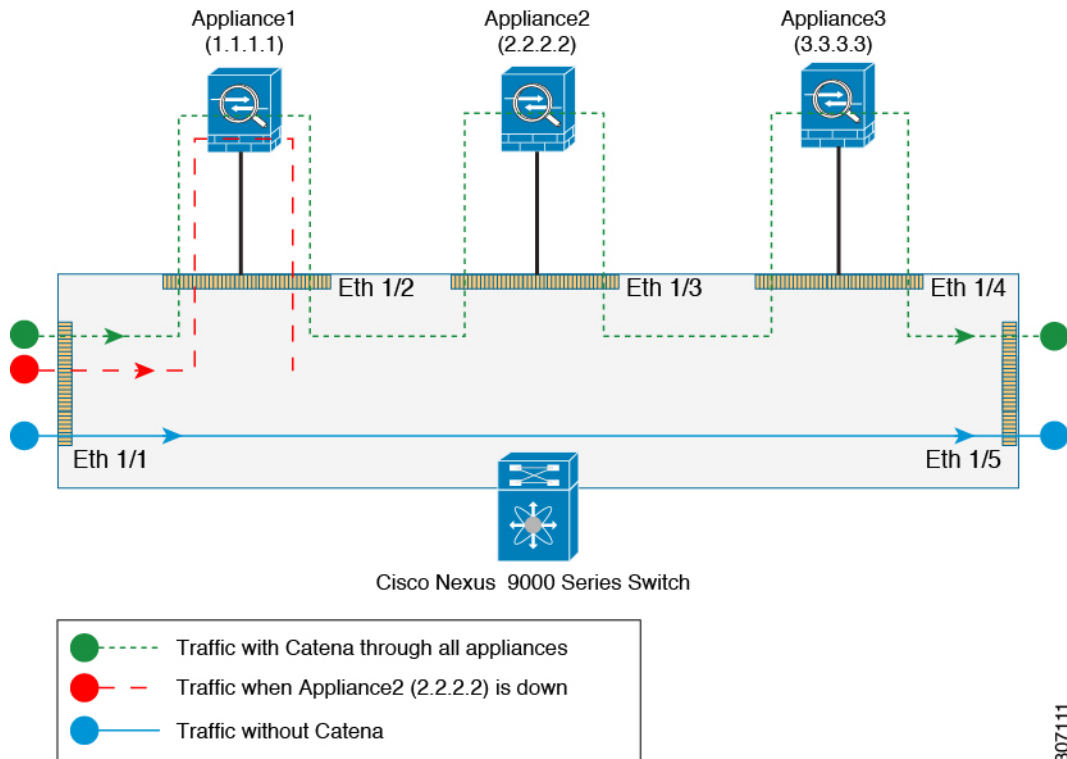 Appliance1
(1.1.1.1)
Appliance2
(2.2.2.2)
Appliance3
(3.3.3.3)
Eth 1/2
Eth 1/3
Eth 1/4
Eth 1/1
Eth 1/5
Cisco Nexus 9000 Series Switch
Traffic with Catena through all appliances
Traffic when Appliance2 (2.2.2.2) is down
Traffic without Catena
307111